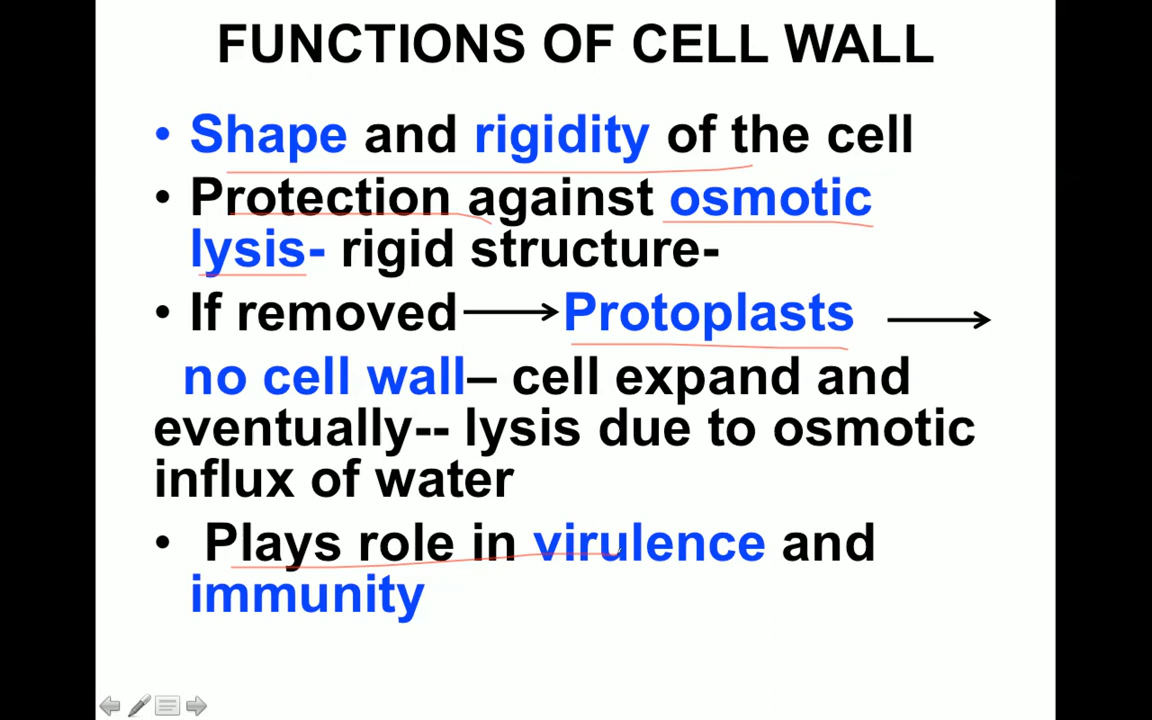 FUNCTIONS OF CELL WALL
• Shape and rigidity of the cell
• Protection against osmotic
lysis- rigid structure-
• If removed → Protoplasts →
no cell wall– cell expand and
eventually-- lysis due to osmotic
influx of water
• Plays role in virulence and
immunity